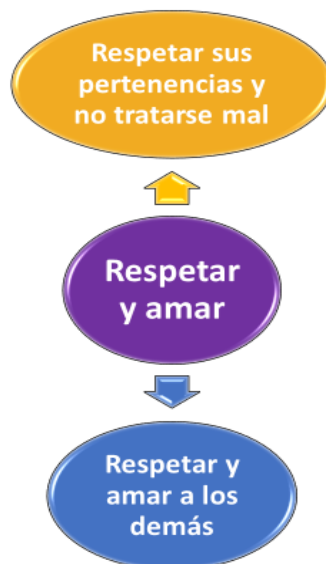 Respetar sus
pertenencias y
no tratarse mal
Respetar
y amar
Respetar y
amar a los
demás